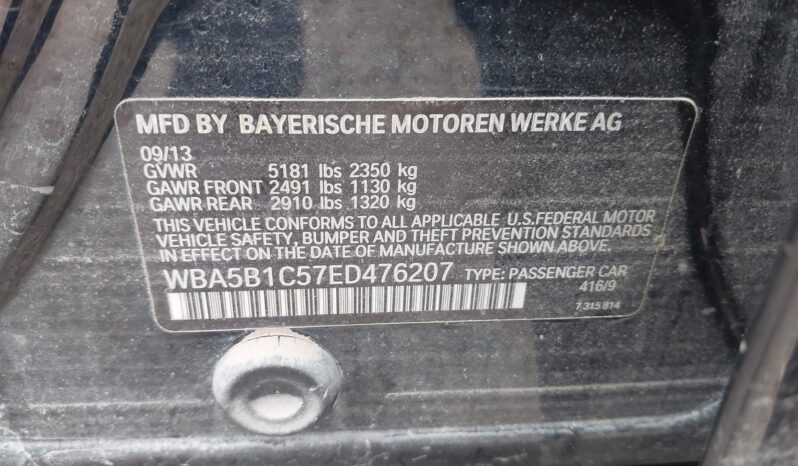 MFD BY BAYERISCHE MOTOREN WERKE AG
09/13
GVWR 5181 lbs 2350 kg
GAWR FRONT 2491 lbs 1130 kg
GAWR REAR 2910 lbs 1320 kg
THIS VEHICLE CONFORMS TO ALL APPLICABLE U.S.FEDERAL MOTOR
VEHICLE SAFETY, BUMPER AND THEFT PREVENTION STANDARDS
IN EFFECT ON THE DATE OF MANUFACTURE SHOWN ABOVE.
WBA5B1C57ED476207 TYPE: PASSENGER CAR
416/9
7 315 814